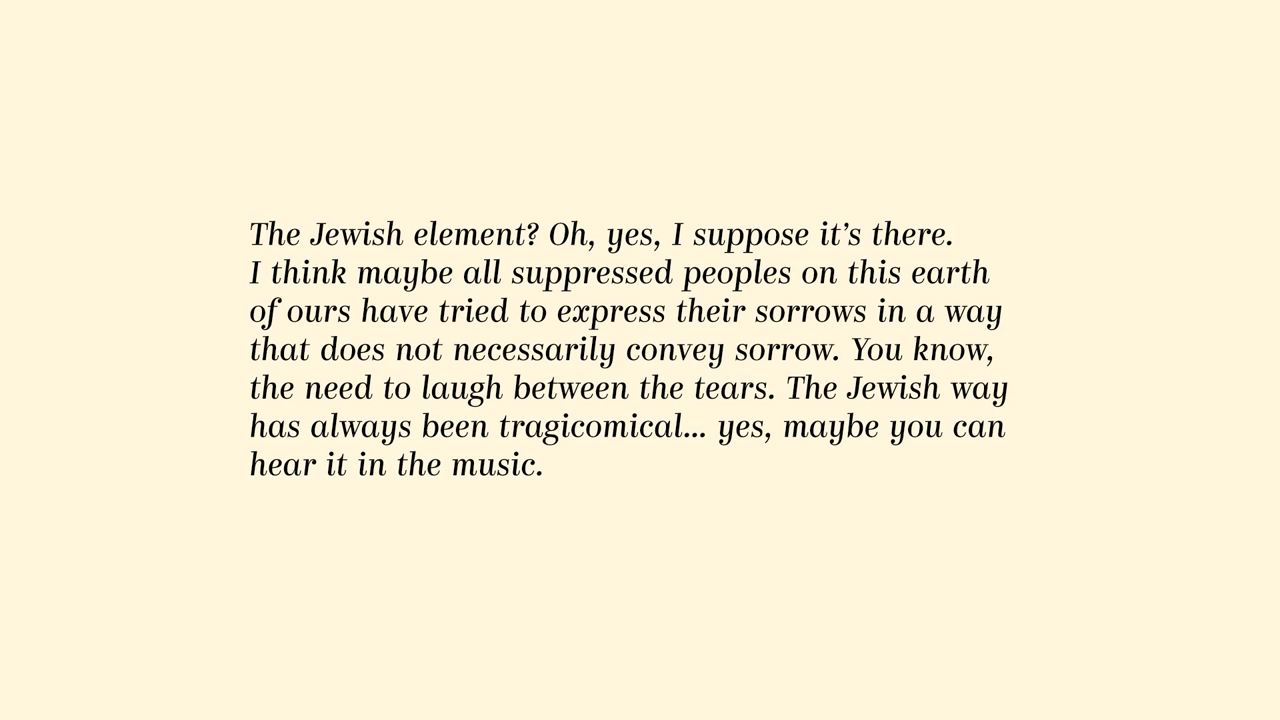 The Jewish element? Oh, yes, I suppose it’s there.
I think maybe all suppressed peoples on this earth
of ours have tried to express their sorrows in a way
that does not necessarily convey sorrow. You know,
the need to laugh between the tears. The Jewish way
has always been tragicomical... yes, maybe you can
hear it in the music.